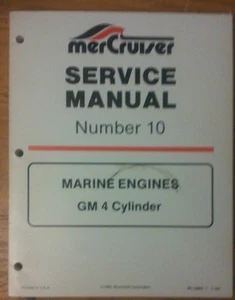 merCruiser
SERVICE
MANUAL
Number 10
MARINE ENGINES
GM 4 Cylinder